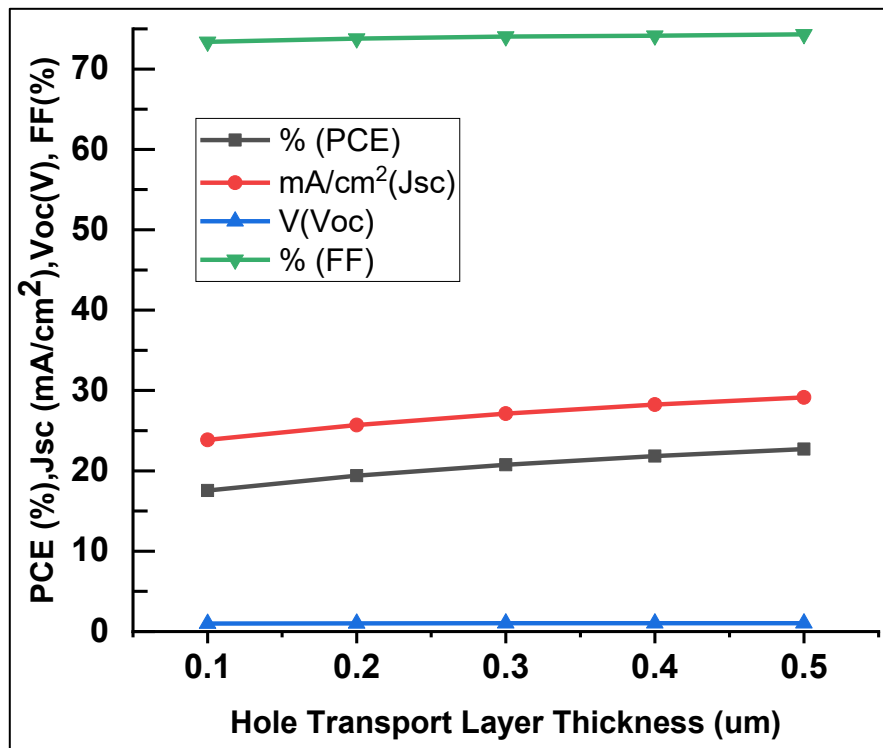 PCE (%),Jsc (mA/cm²),Voc(V), FF(%)
70
60
50
40
30
20
10
0
% (PCE)
mA/cm²(Jsc)
V(Voc)
% (FF)
0.1 0.2 0.3 0.4 0.5
Hole Transport Layer Thickness (um)